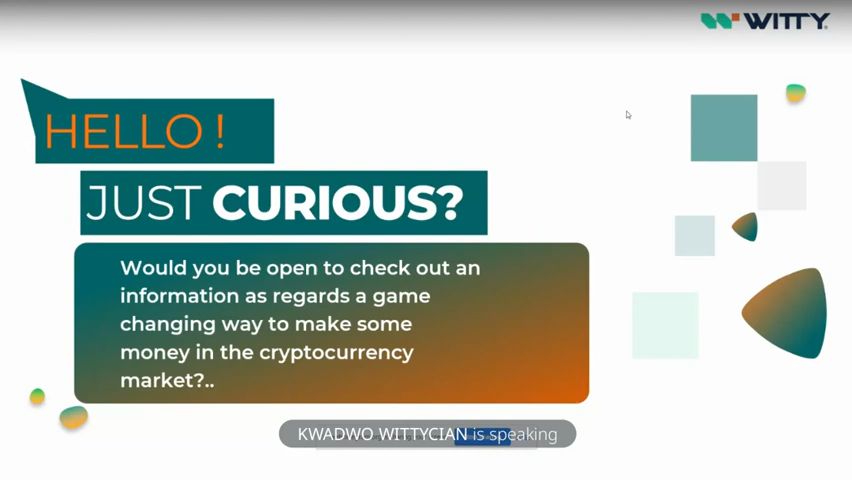 WITTY
HELLO !
JUST CURIOUS?
Would you be open to check out an
information as regards a game
changing way to make some
money in the cryptocurrency
market?..
KWADWO WITTYCIAN is speaking